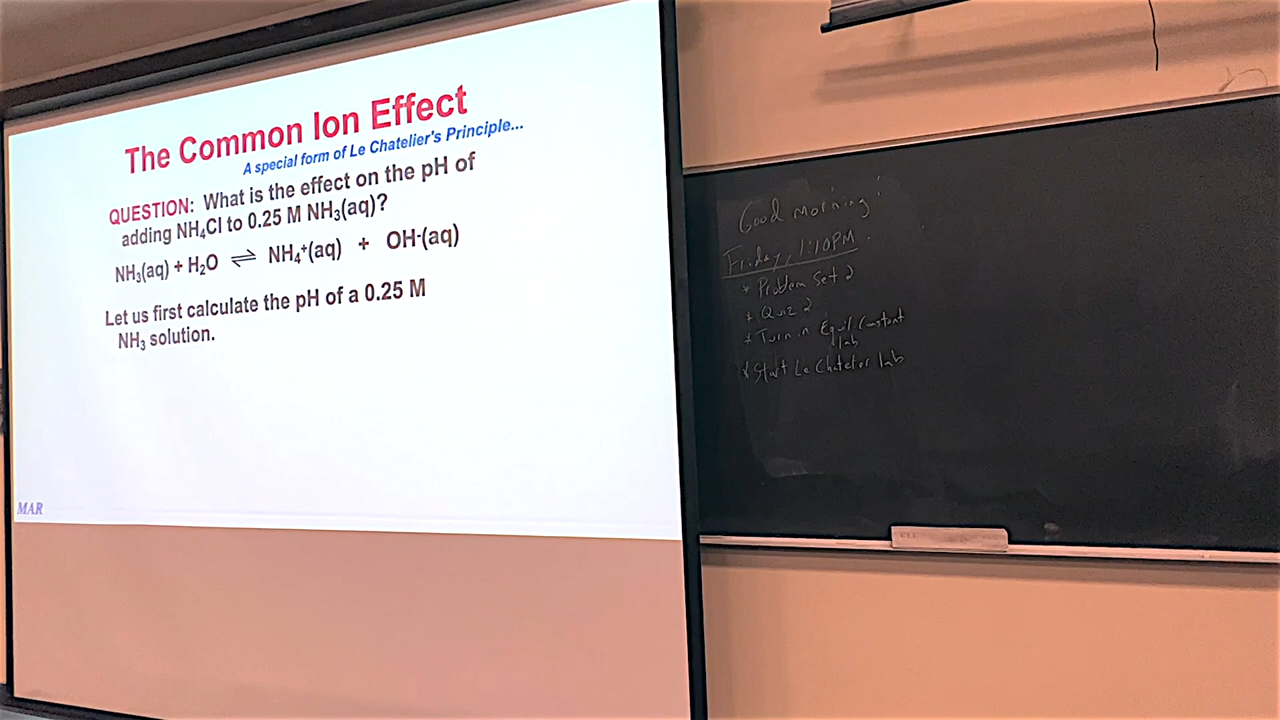 The Common Ion Effect
A special form of Le Chatelier's Principle...
QUESTION: What is the effect on the pH of
adding NH₄Cl to 0.25 M NH₃(aq)?
NH₃(aq) + H₂O ⇌ NH₄⁺(aq) + OH⁻(aq)
Let us first calculate the pH of a 0.25 M
NH₃ solution.
MAR
Good morning!
Friday, 1:10PM
* Problem Set 2
* Quiz 2
* Turn in Equil Constant
lab
* Start Le Chatelier lab